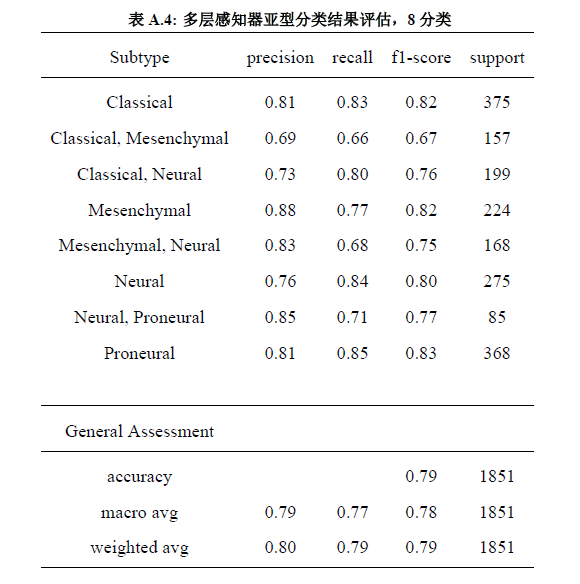 表 A.4: 多层感知器亚型分类结果评估，8 分类
Subtype precision recall f1-score support
Classical 0.81 0.83 0.82 375
Classical, Mesenchymal 0.69 0.66 0.67 157
Classical, Neural 0.73 0.80 0.76 199
Mesenchymal 0.88 0.77 0.82 224
Mesenchymal, Neural 0.83 0.68 0.75 168
Neural 0.76 0.84 0.80 275
Neural, Proneural 0.85 0.71 0.77 85
Proneural 0.81 0.85 0.83 368
General Assessment
accuracy 0.79 1851
macro avg 0.79 0.77 0.78 1851
weighted avg 0.80 0.79 0.79 1851